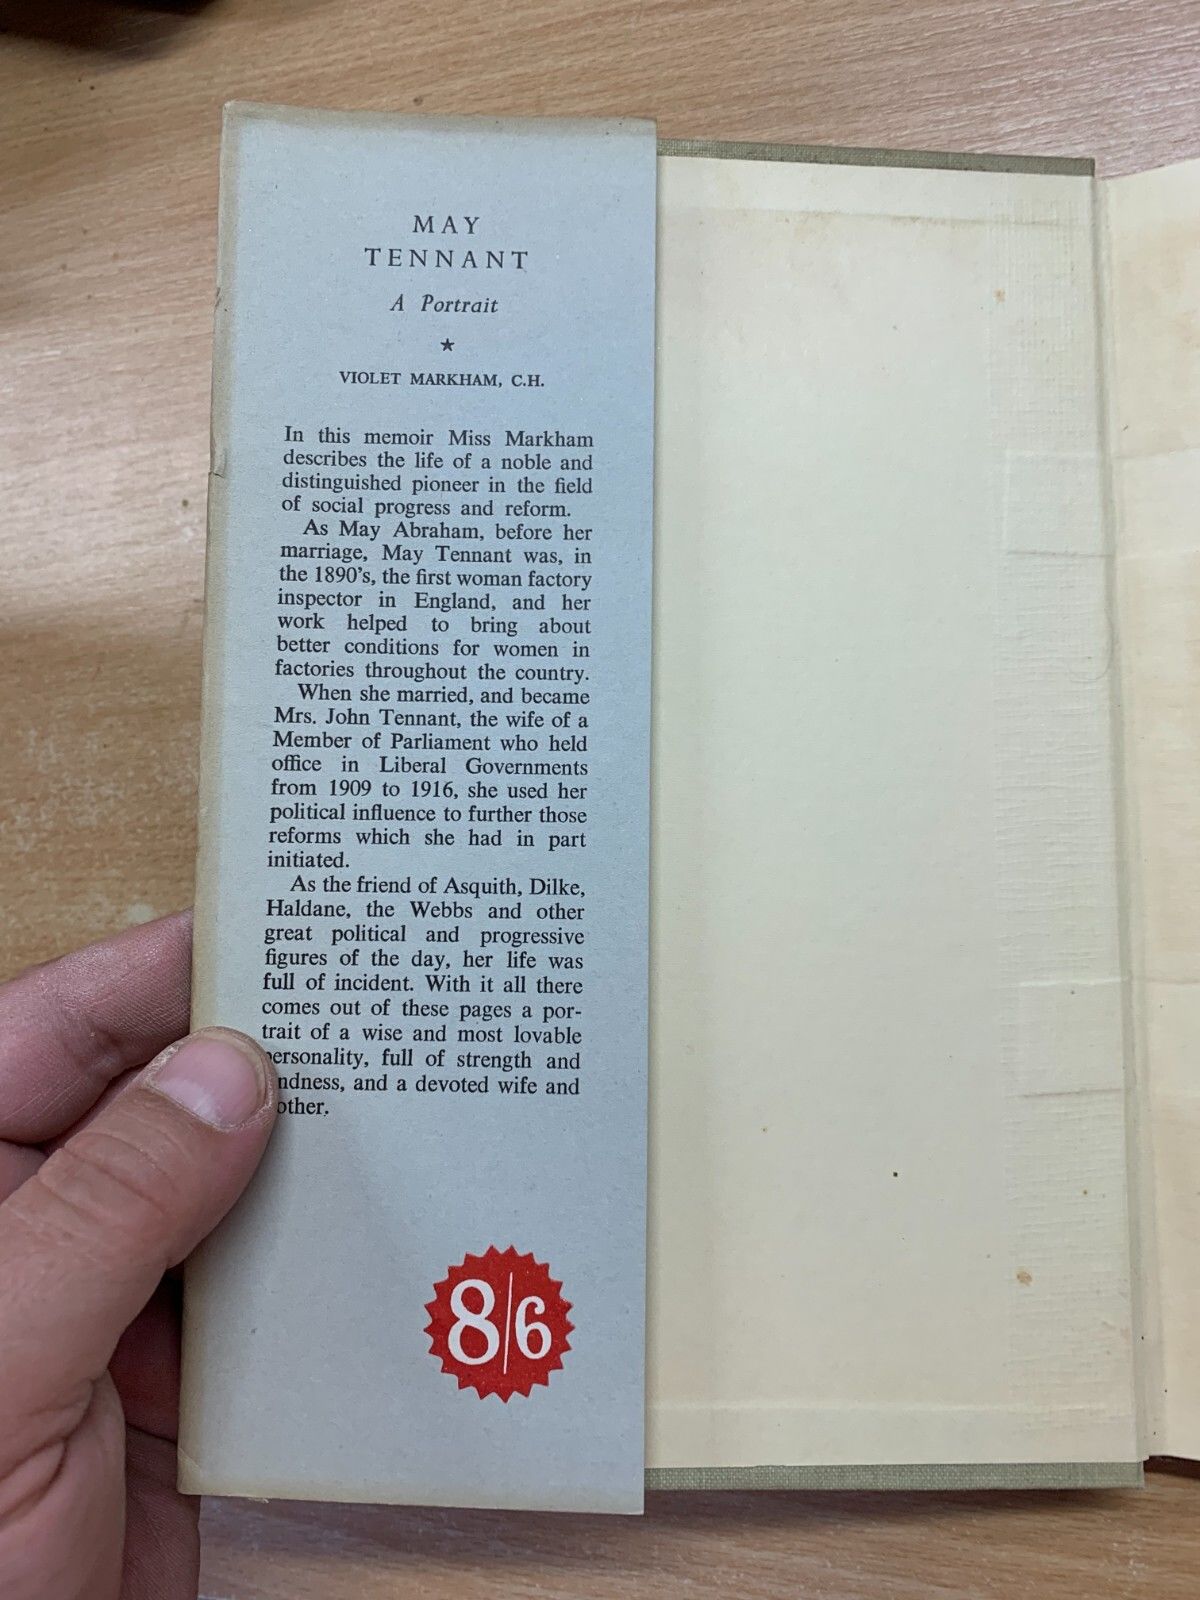 MAY
TENNANT
A Portrait
★
VIOLET MARKHAM, C.H.
In this memoir Miss Markham
describes the life of a noble and
distinguished pioneer in the field
of social progress and reform.
As May Abraham, before her
marriage, May Tennant was, in
the 1890's, the first woman factory
inspector in England, and her
work helped to bring about
better conditions for women in
factories throughout the country.
When she married, and became
Mrs. John Tennant, the wife of a
Member of Parliament who held
office in Liberal Governments
from 1909 to 1916, she used her
political influence to further those
reforms which she had in part
initiated.
As the friend of Asquith, Dilke,
Haldane, the Webbs and other
great political and progressive
figures of the day, her life was
full of incident. With it all there
comes out of these pages a por-
trait of a wise and most lovable
personality, full of strength and
and a devoted wife and
8/6